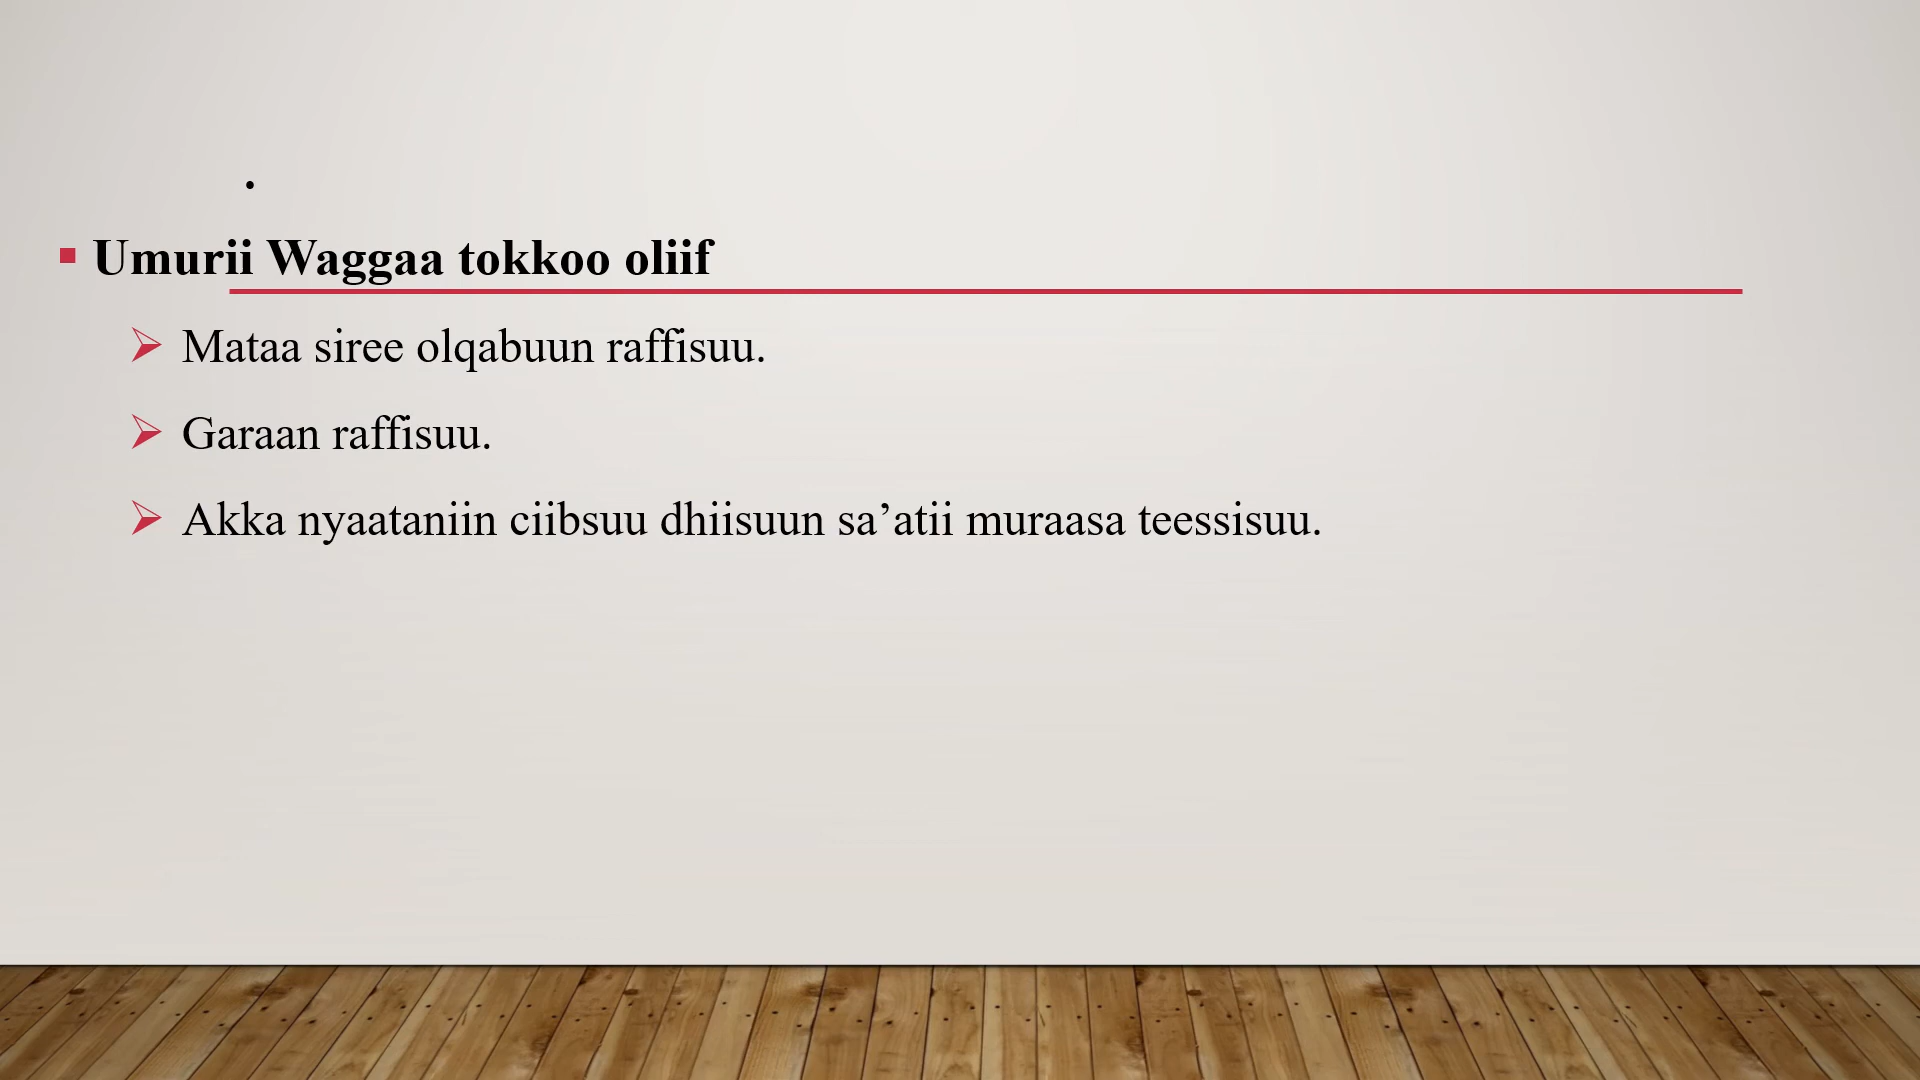 .
Umurii Waggaa tokkoo oliif
Mataa siree olqabuun raffisuu.
Garaan raffisuu.
Akka nyaataniin ciibsuu dhiisuun sa’atii muraasa teessisuu.